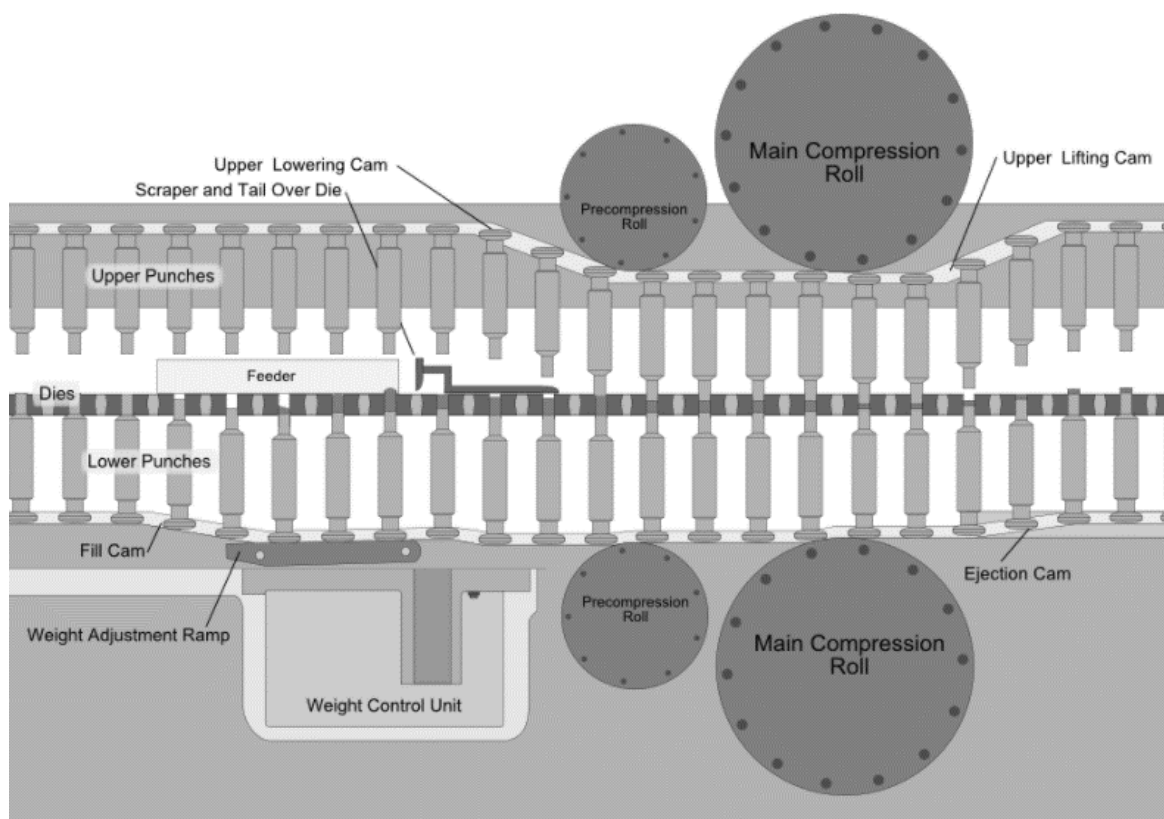 Main Compression
Roll
Upper Lowering Cam
Scraper and Tail Over Die
Upper Lifting Cam
Precompression
Roll
Upper Punches
Feeder
Dies
Lower Punches
Fill Cam
Ejection Cam
Weight Adjustment Ramp
Precompression
Roll
Main Compression
Roll
Weight Control Unit